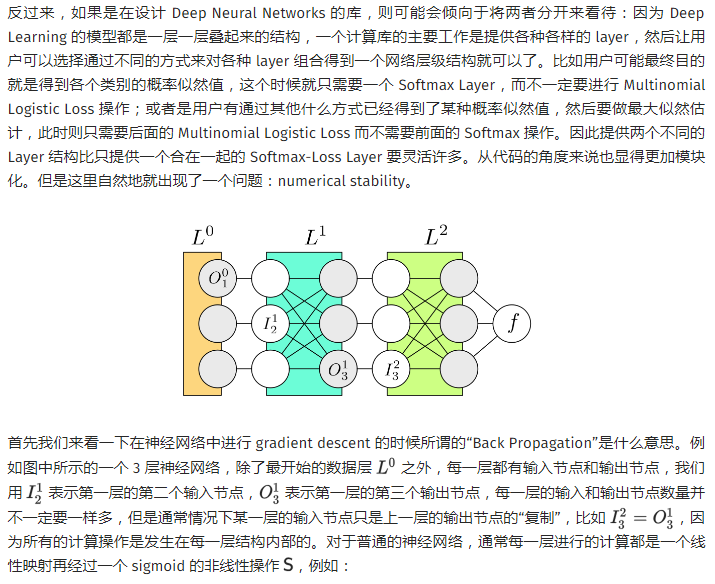 反过来，如果是在设计 Deep Neural Networks 的库，则可能会倾向于将两者分开来看待：因为 Deep
Learning 的模型都是一层一层叠起来的结构，一个计算库的主要工作是提供各种各样的 layer，然后让用
户可以选择通过不同的方式来对各种 layer 组合得到一个网络层级结构就可以了。比如用户可能最终目的
就是得到各个类别的概率似然值，这个时候就只需要一个 Softmax Layer，而不一定要进行 Multinomial
Logistic Loss 操作；或者是用户有通过其他什么方式已经得到了某种概率似然值，然后要做最大似然估
计，此时则只需要后面的 Multinomial Logistic Loss 而不需要前面的 Softmax 操作。因此提供两个不同的
Layer 结构比只提供一个合在一起的 Softmax-Loss Layer 要灵活许多。从代码的角度来说也显得更加模块
化。但是这里自然地就出现了一个问题：numerical stability。
L^0 L^1 L^2
O_1^0
I_2^1 f
O_3^1 I_3^2
首先我们来看一下在神经网络中进行 gradient descent 的时候所谓的“Back Propagation”是什么意思。例
如图中所示的一个 3 层神经网络，除了最开始的数据层 L^0 之外，每一层都有输入节点和输出节点，我们
用 I_2^1 表示第一层的第二个输入节点，O_3^1 表示第一层的第三个输出节点，每一层的输入和输出节点数量并
不一定要一样多，但是通常情况下某一层的输入节点只是上一层的输出节点的“复制”，比如 I_3^2 = O_3^1，因
为所有的计算操作是发生在每一层结构内部的。对于普通的神经网络，通常每一层进行的计算都是一个线
性映射再经过一个 sigmoid 的非线性操作 S，例如：